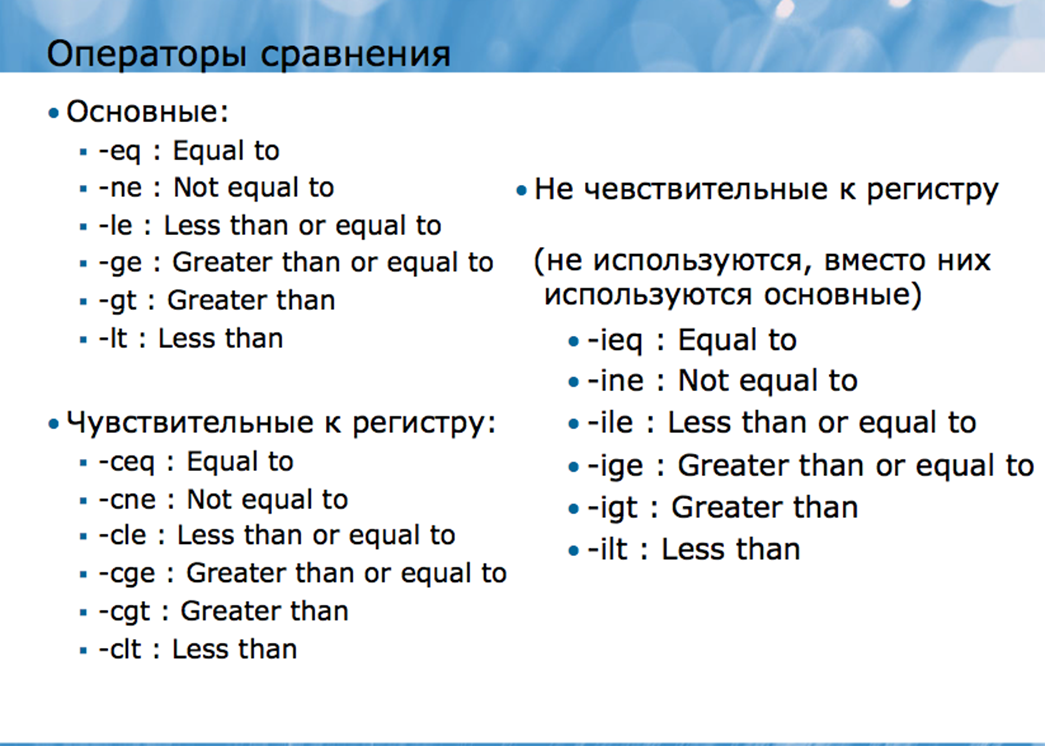 Операторы сравнения
• Основные:
▪ -eq : Equal to
▪ -ne : Not equal to
▪ -le : Less than or equal to
▪ -ge : Greater than or equal to
▪ -gt : Greater than
▪ -lt : Less than
• Чувствительные к регистру:
▪ -ceq : Equal to
▪ -cne : Not equal to
▪ -cle : Less than or equal to
▪ -cge : Greater than or equal to
▪ -cgt : Greater than
▪ -clt : Less than
• Не чевствительные к регистру
(не используются, вместо них
используются основные)
• -ieq : Equal to
• -ine : Not equal to
• -ile : Less than or equal to
• -ige : Greater than or equal to
• -igt : Greater than
• -ilt : Less than